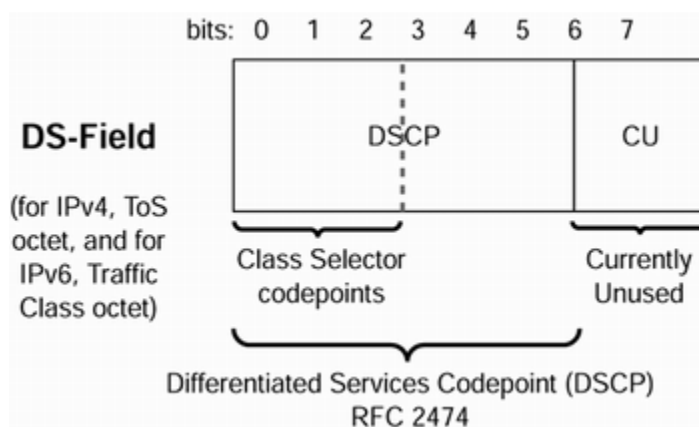 bits: 0 1 2 3 4 5 6 7
DS-Field
DSCP
CU
(for IPv4, ToS
octet, and for
IPv6, Traffic
Class octet)
Class Selector
codepoints
Currently
Unused
Differentiated Services Codepoint (DSCP)
RFC 2474